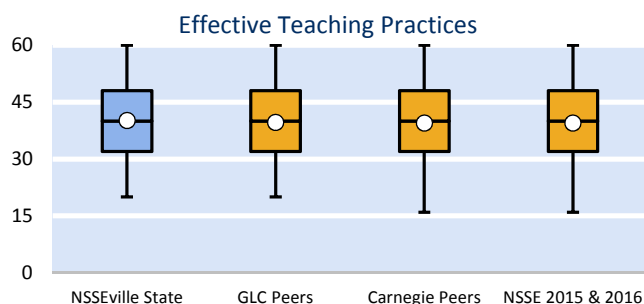 Effective Teaching Practices
60
45
30
15
0
NSSEville State GLC Peers Carnegie Peers NSSE 2015 & 2016